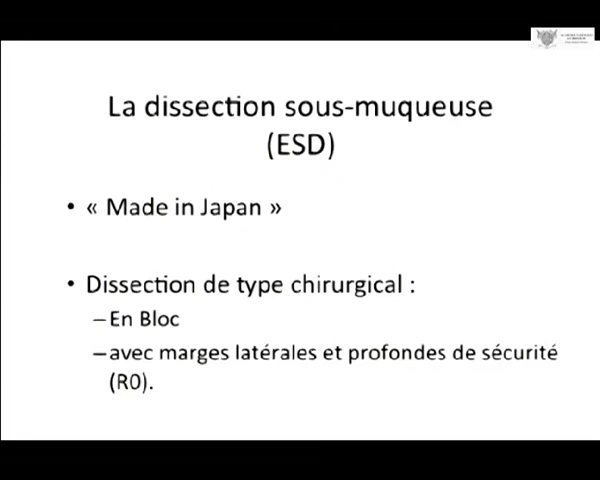 La dissection sous-muqueuse
(ESD)
• « Made in Japan »
• Dissection de type chirurgical :
–En Bloc
–avec marges latérales et profondes de sécurité
(R0).